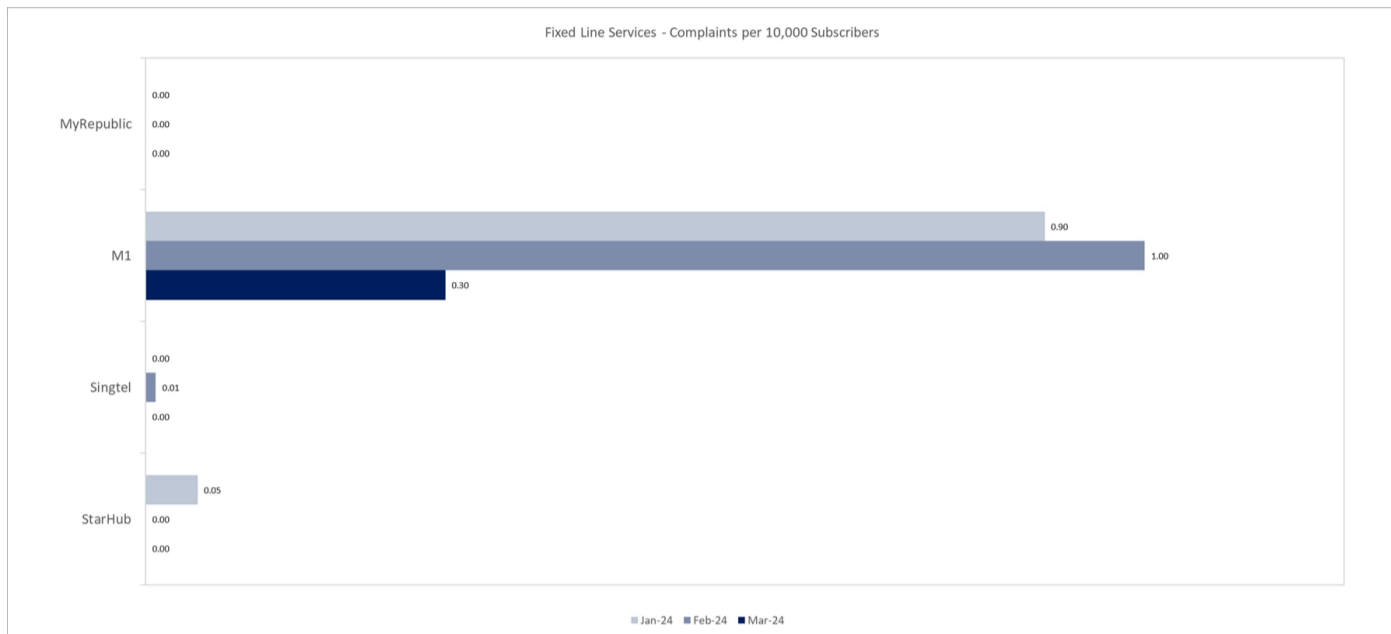 Fixed Line Services - Complaints per 10,000 Subscribers
0.00
MyRepublic
0.00
0.00
0.90
M1
1.00
0.30
0.00
Singtel
0.01
0.00
0.05
StarHub
0.00
0.00
Jan-24 Feb-24 Mar-24